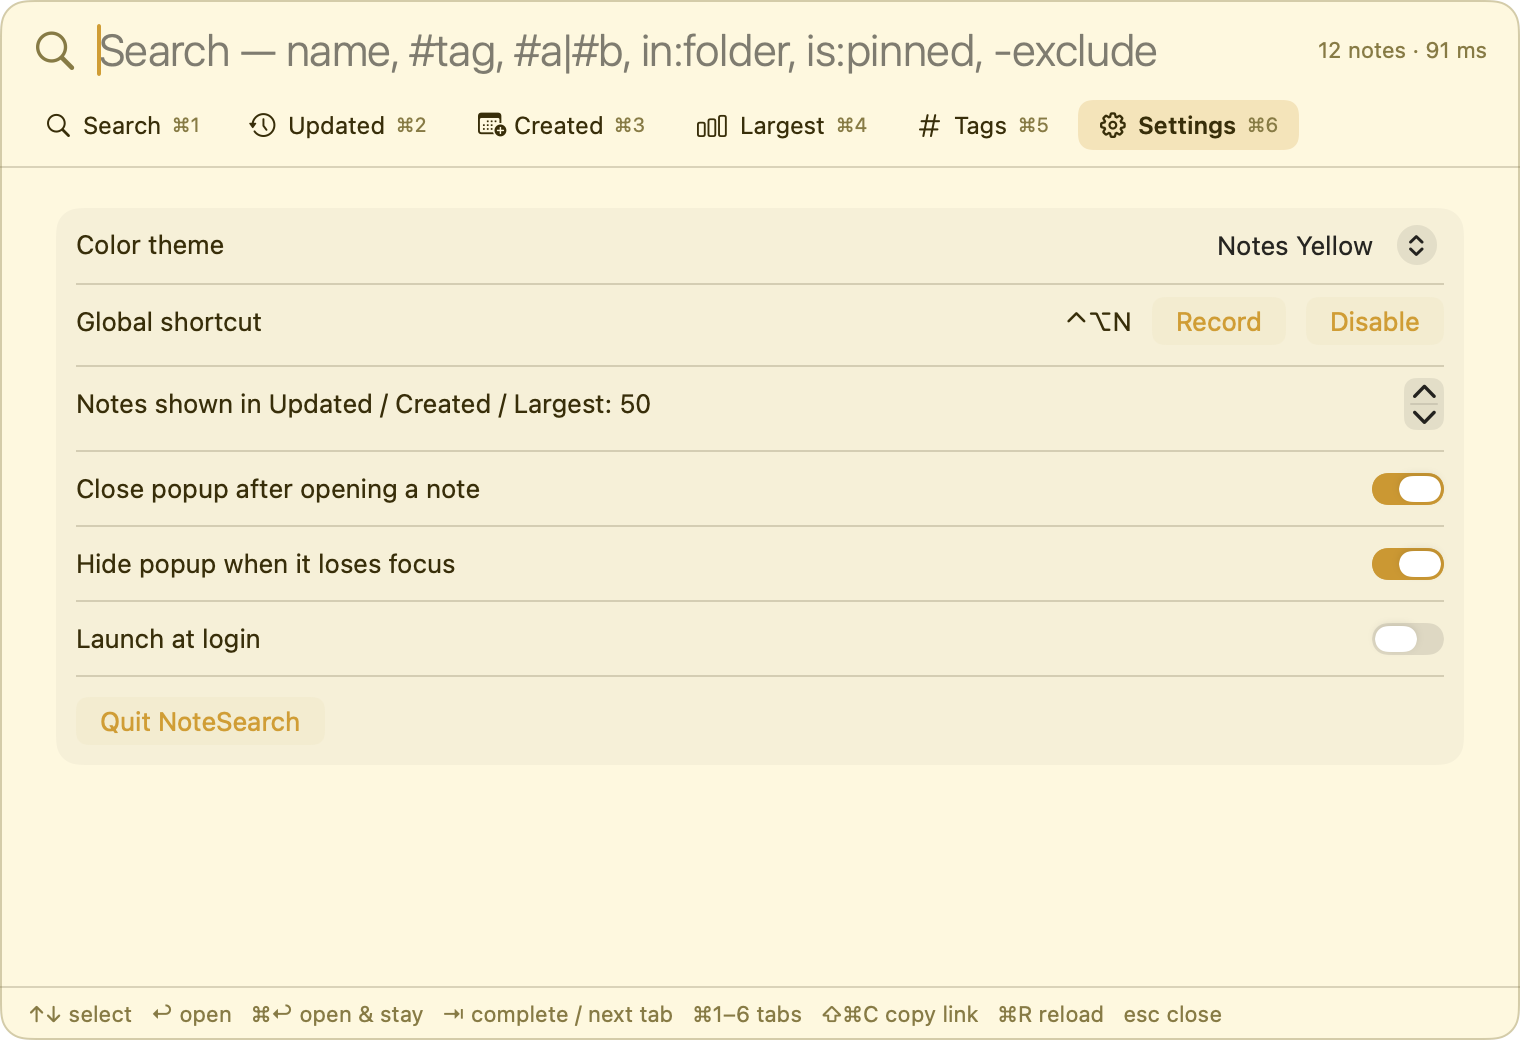 Search — name, #tag, #a|#b, in:folder, is:pinned, -exclude 12 notes · 91 ms
Search ⌘1 Updated ⌘2 Created ⌘3 Largest ⌘4 # Tags ⌘5 Settings ⌘6
Color theme Notes Yellow
Global shortcut ^⌥N Record Disable
Notes shown in Updated / Created / Largest: 50
Close popup after opening a note
Hide popup when it loses focus
Launch at login
Quit NoteSearch
↑↓ select ↩ open ⌘↩ open & stay ⇥ complete / next tab ⌘1–6 tabs ⇧⌘C copy link ⌘R reload esc close